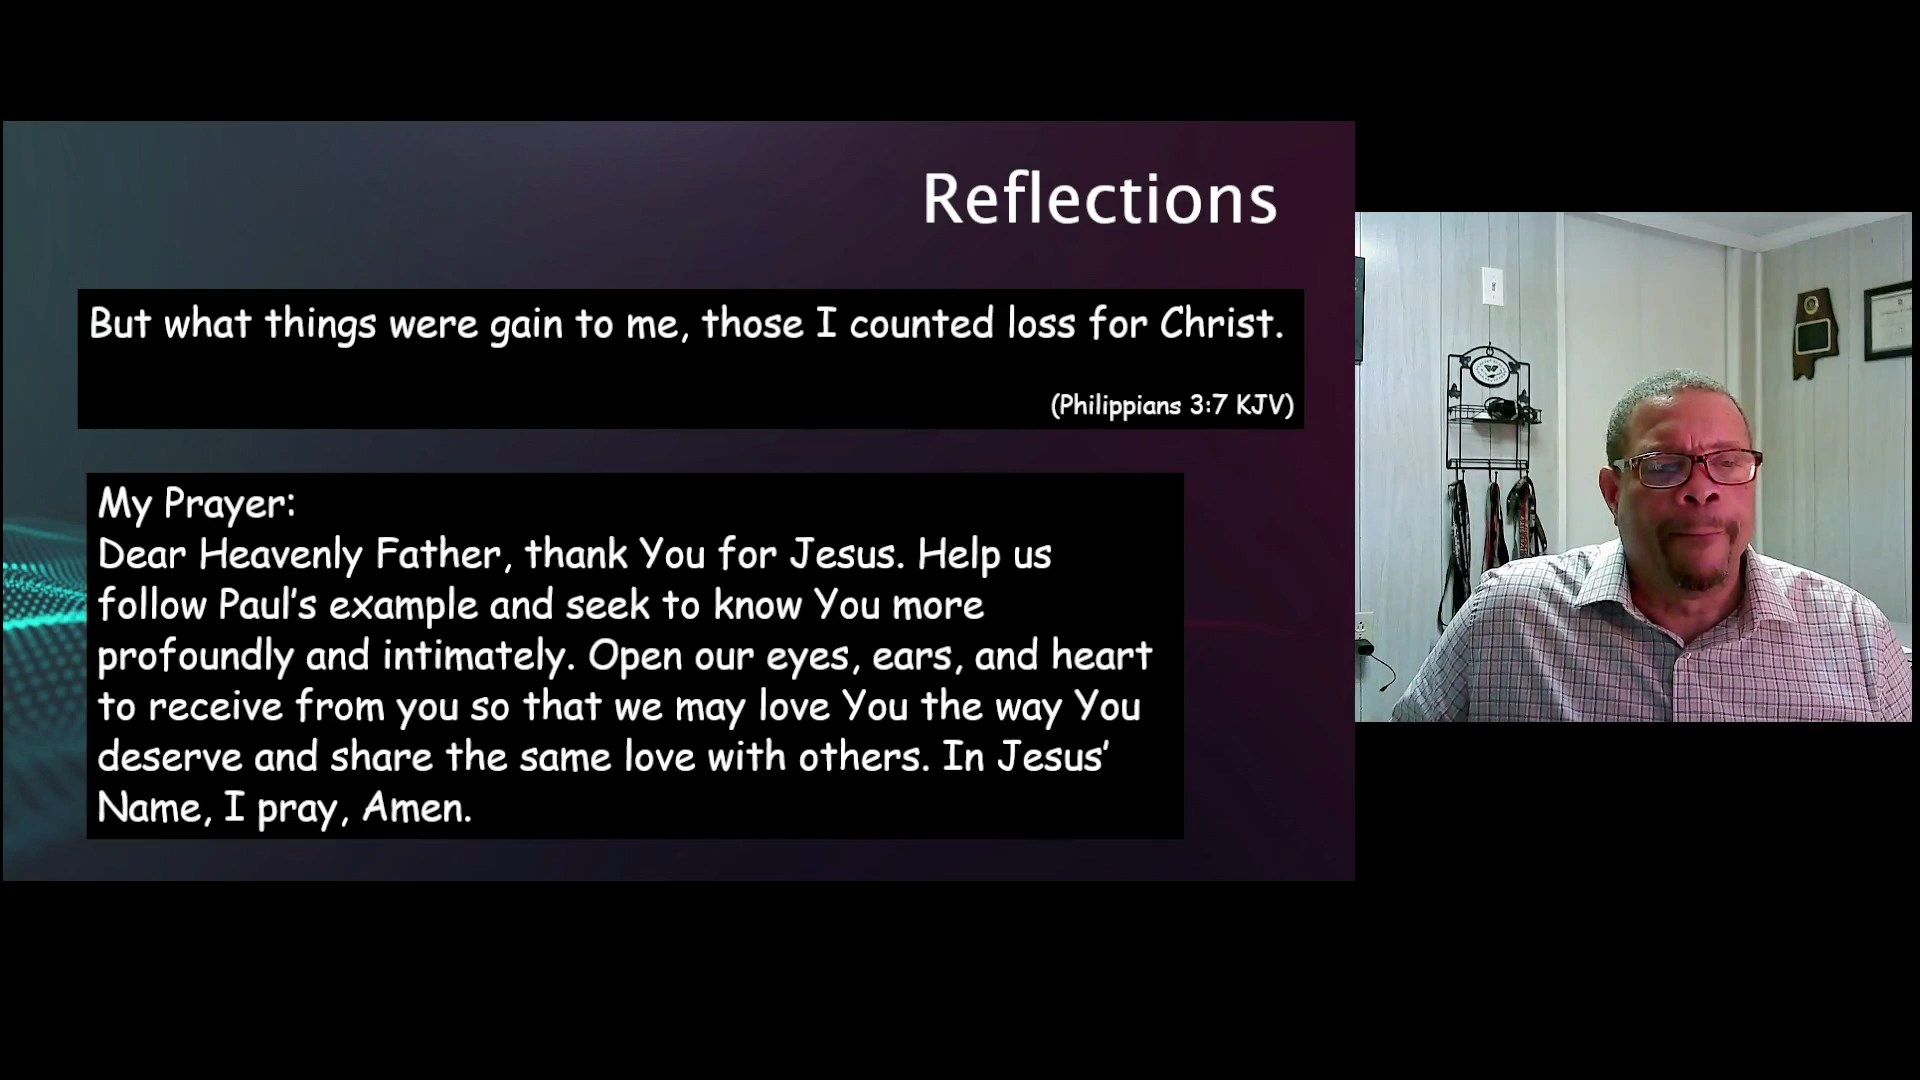 Reflections
But what things were gain to me, those I counted loss for Christ.
(Philippians 3:7 KJV)
My Prayer:
Dear Heavenly Father, thank You for Jesus. Help us
follow Paul’s example and seek to know You more
profoundly and intimately. Open our eyes, ears, and heart
to receive from you so that we may love You the way You
deserve and share the same love with others. In Jesus’
Name, I pray, Amen.